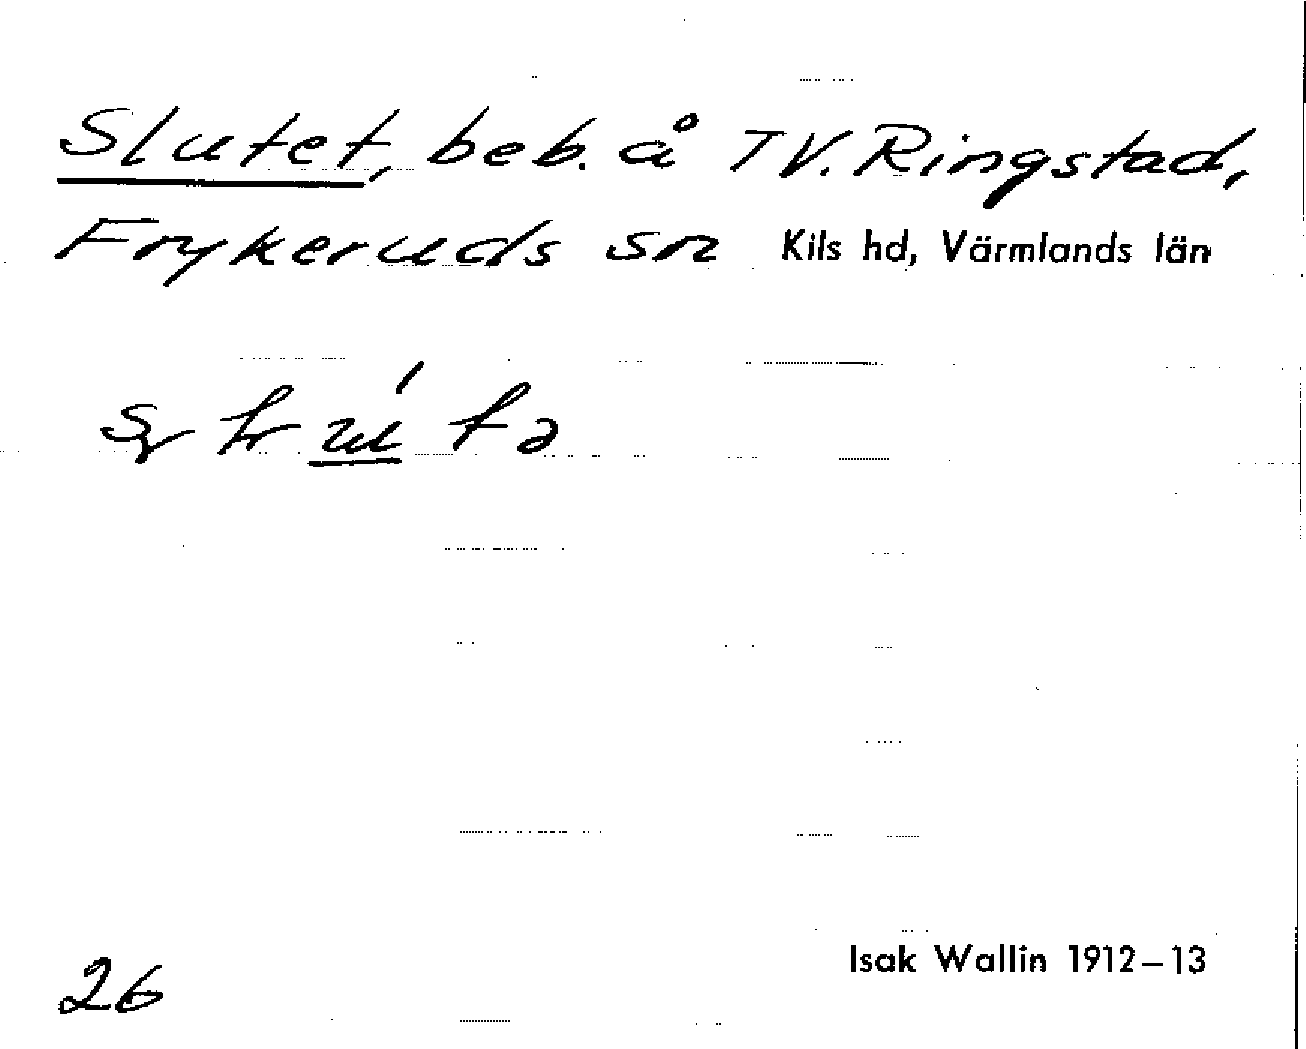 Slutet, beb. å TV. Ringstad,
Frykeruds sn Kils hd, Värmlands län
26
Isak Wallin 1912–13